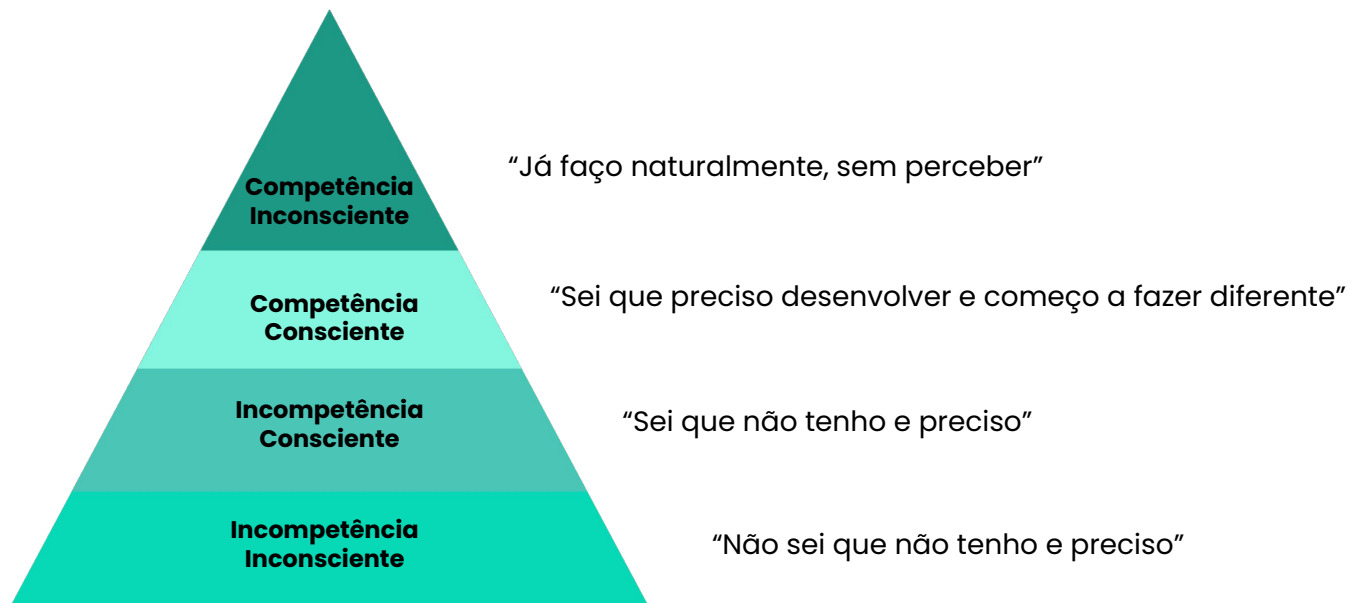 Competência
Inconsciente
“Já faço naturalmente, sem perceber”
Competência
Consciente
“Sei que preciso desenvolver e começo a fazer diferente”
Incompetência
Consciente
“Sei que não tenho e preciso”
Incompetência
Inconsciente
“Não sei que não tenho e preciso”